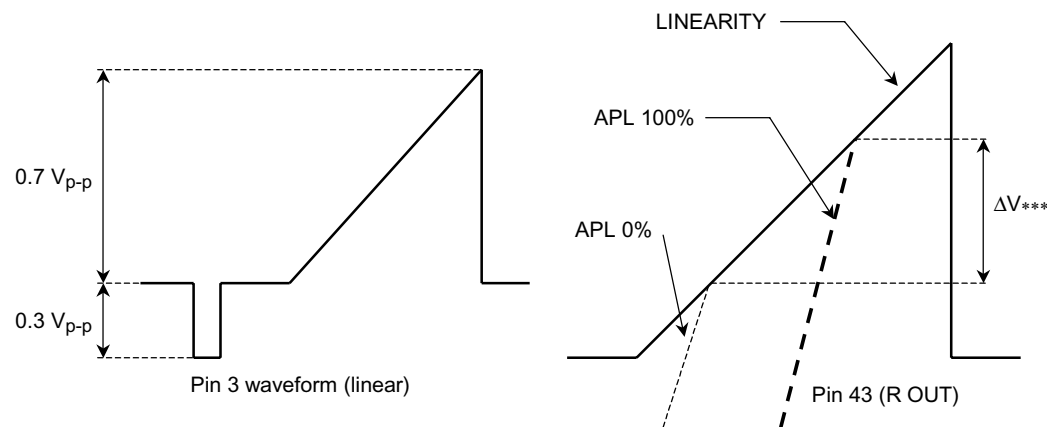 LINEARITY
APL 100%
0.7 Vp-p
ΔV***
APL 0%
0.3 Vp-p
Pin 3 waveform (linear)
Pin 43 (R OUT)